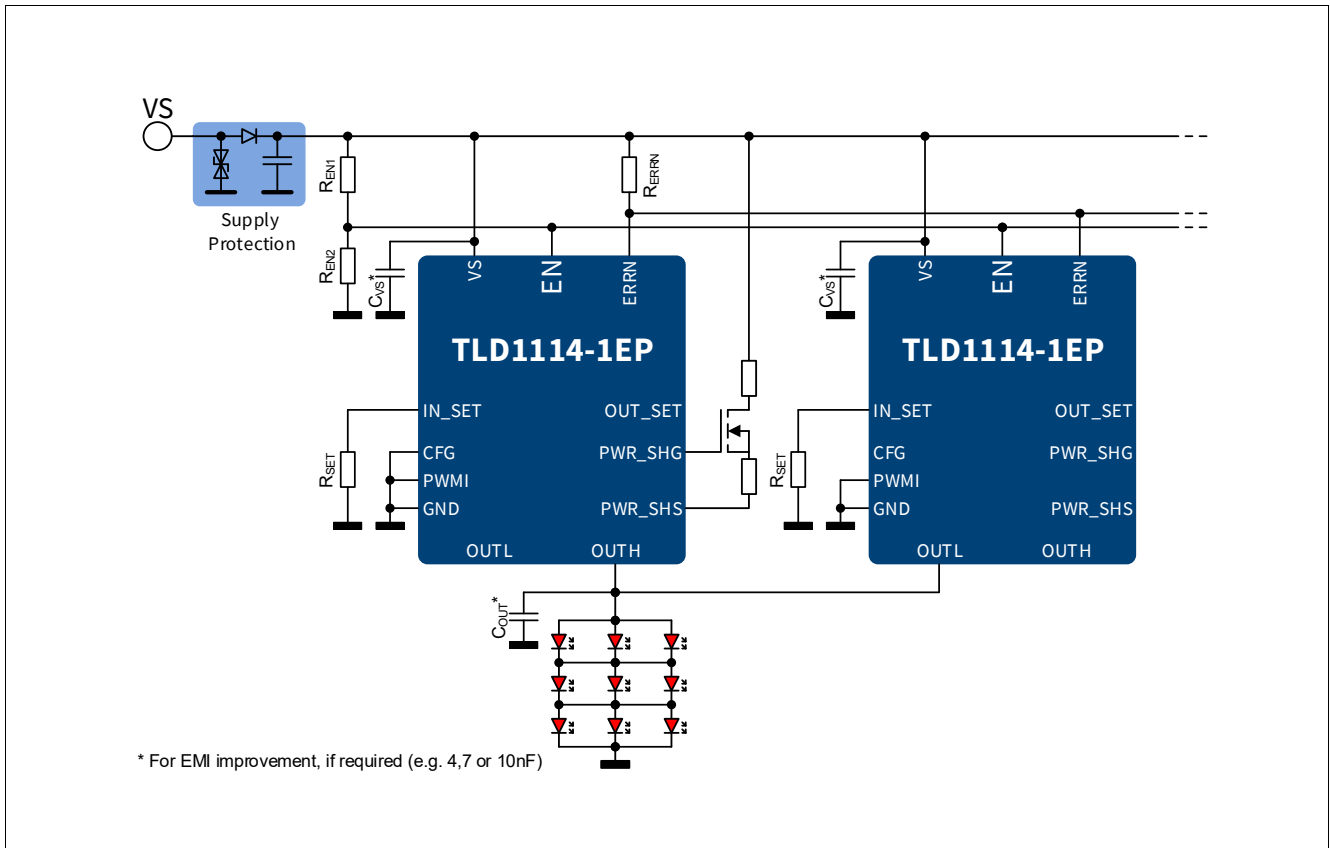 VS
Supply
Protection
REN1
REN2
RERRN
CVS*
VS
EN
ERRN
TLD1114-1EP
IN_SET
CFG
PWMI
GND
OUT_SET
PWR_SHG
PWR_SHS
OUTL
OUTH
RSET
CVS*
VS
EN
ERRN
TLD1114-1EP
IN_SET
CFG
PWMI
GND
OUT_SET
PWR_SHG
PWR_SHS
OUTL
OUTH
RSET
COUT*
* For EMI improvement, if required (e.g. 4,7 or 10nF)